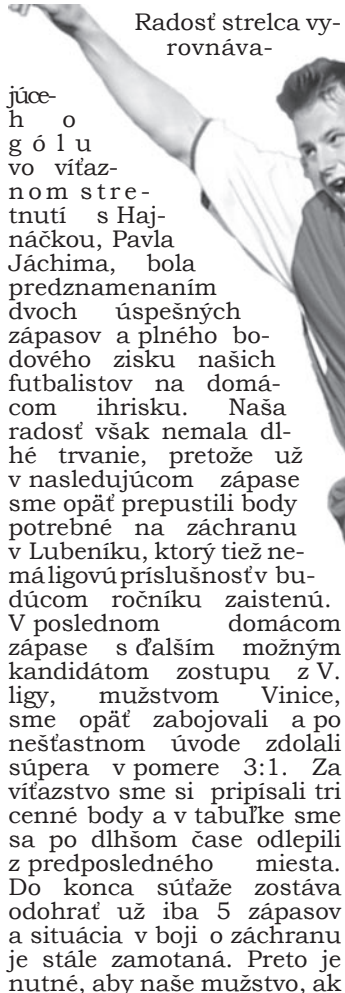 Radosť strelca vy-
rovnáva-
júce-
h o
g ó l u
vo víťaz-
nom stre-
tnutí s Haj-
náčkou, Pavla
Jáchima, bola
predznamenaním
dvoch úspešných
zápasov a plného bo-
dového zisku našich
futbalistov na domá-
com ihrisku. Naša
radosť však nemala dl-
hé trvanie, pretože už
v nasledujúcom zápase
sme opäť prepustili body
potrebné na záchranu
v Lubeníku, ktorý tiež ne-
má ligovú príslušnosť v bu-
dúcom ročníku zaistenú.
V poslednom domácom
zápase s ďalším možným
kandidátom zostupu z V.
ligy, mužstvom Vinice,
sme opäť zabojovali a po
nešťastnom úvode zdolali
súpera v pomere 3:1. Za
víťazstvo sme si pripísali tri
cenné body a v tabuľke sme
sa po dlhšom čase odlepili
z predposledného miesta.
Do konca súťaže zostáva
odohrať už iba 5 zápasov
a situácia v boji o záchranu
je stále zamotaná. Preto je
nutné, aby naše mužstvo, ak